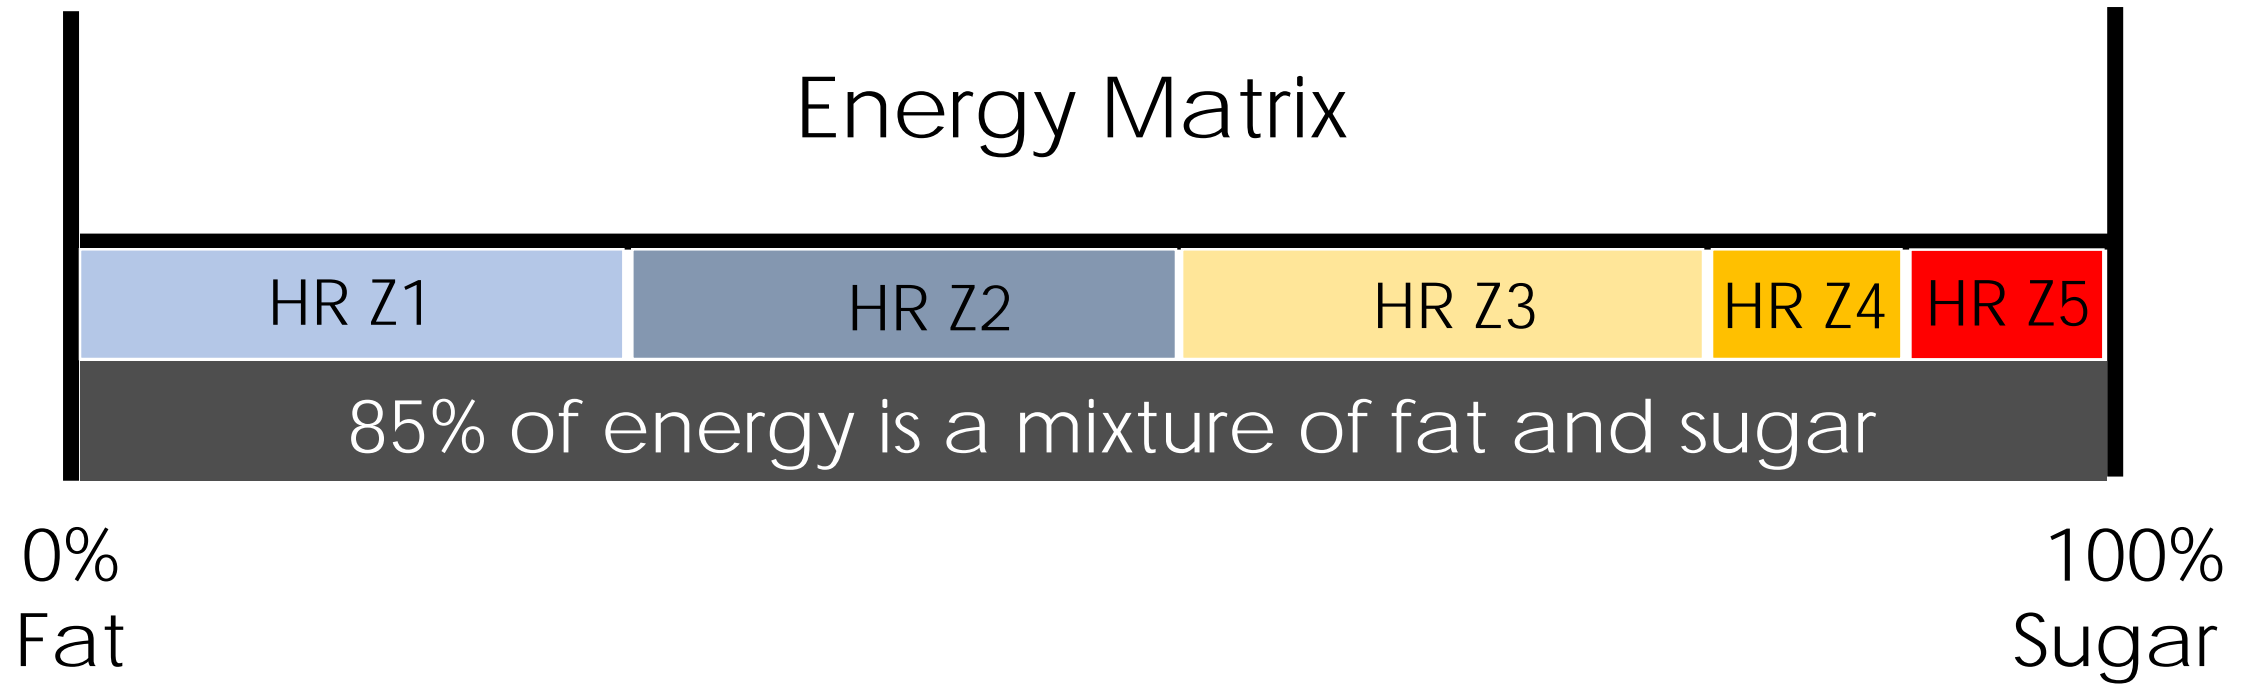 Energy Matrix
HR Z1
HR Z2
HR Z3
HR Z4
HR Z5
85% of energy is a mixture of fat and sugar
0%
Fat
100%
Sugar